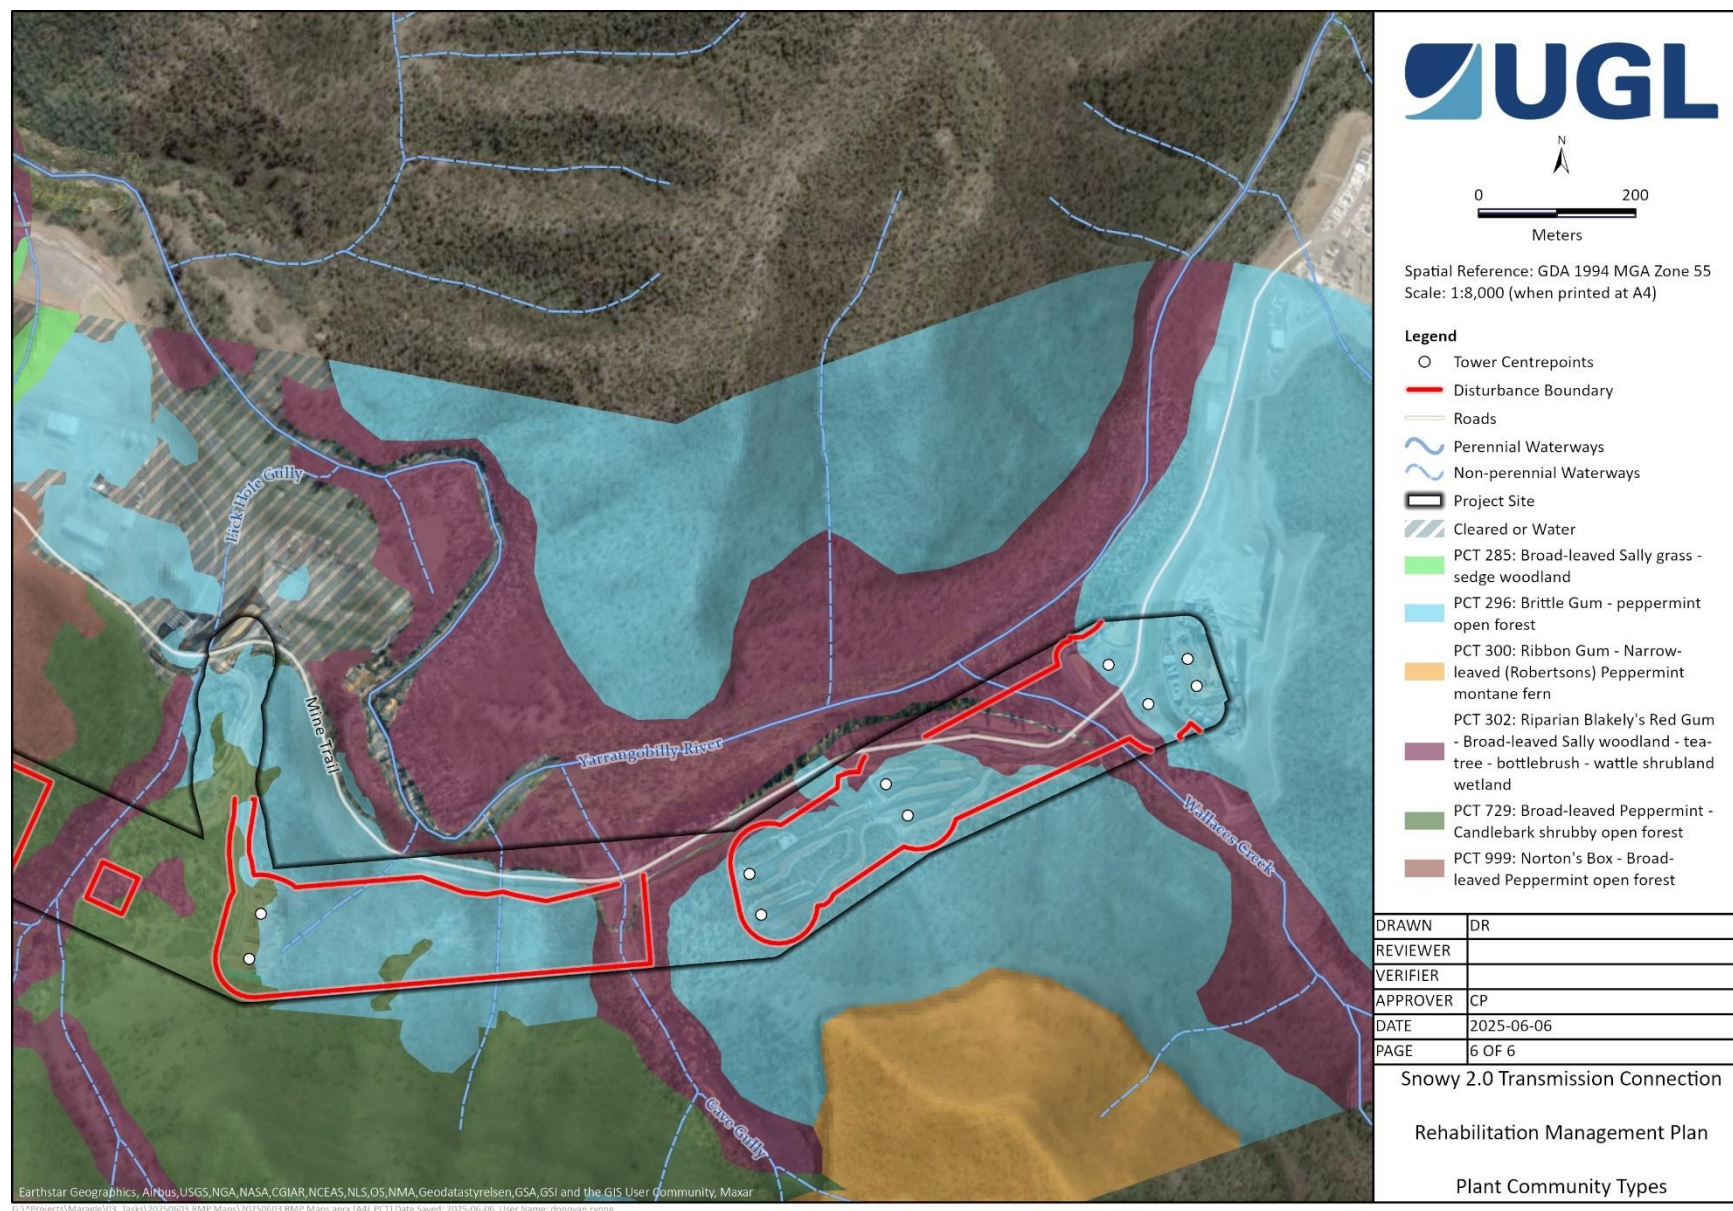 UGL
N
0 200
Meters
Spatial Reference: GDA 1994 MGA Zone 55
Scale: 1:8,000 (when printed at A4)
Legend
Tower Centrepoints
Disturbance Boundary
Roads
Perennial Waterways
Non-perennial Waterways
Project Site
Cleared or Water
PCT 285: Broad-leaved Sally grass -
sedge woodland
PCT 296: Brittle Gum - peppermint
open forest
PCT 300: Ribbon Gum - Narrow-
leaved (Robertsons) Peppermint
montane fern
PCT 302: Riparian Blakely's Red Gum
- Broad-leaved Sally woodland - tea-
tree - bottlebrush - wattle shrubland
wetland
PCT 729: Broad-leaved Peppermint -
Candlebark shrubby open forest
PCT 999: Norton's Box - Broad-
leaved Peppermint open forest
DRAWN DR
REVIEWER
VERIFIER
APPROVER CP
DATE 2025-06-06
PAGE 6 OF 6
Snowy 2.0 Transmission Connection
Rehabilitation Management Plan
Plant Community Types
Lick Hole Gully
Mine Trail
Yarrangobilly River
Wallaces Creek
Cave Gully
Earthstar Geographics, Airbus,USGS,NGA,NASA,CGIAR,NCEAS,NLS,OS,NMA,Geodatastyrelsen,GSA,GSI and the GIS User Community, Maxar